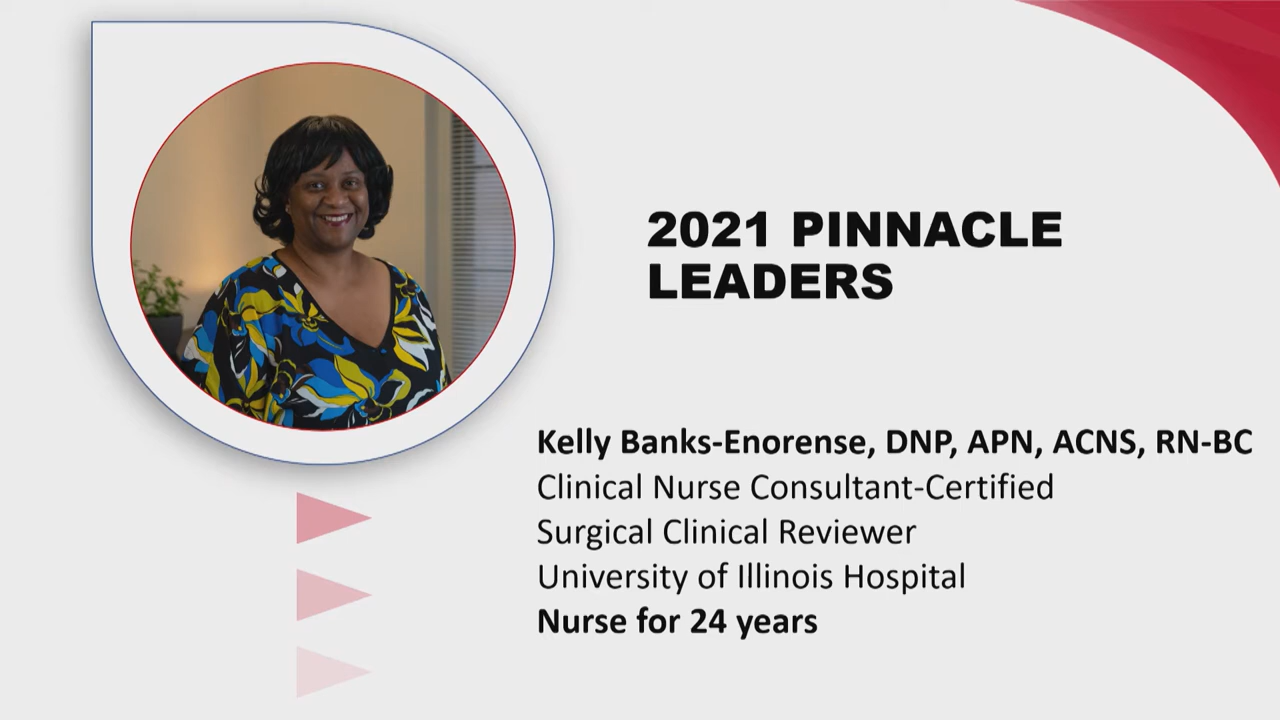 2021 PINNACLE
LEADERS
Kelly Banks-Enorense, DNP, APN, ACNS, RN-BC
Clinical Nurse Consultant-Certified
Surgical Clinical Reviewer
University of Illinois Hospital
Nurse for 24 years